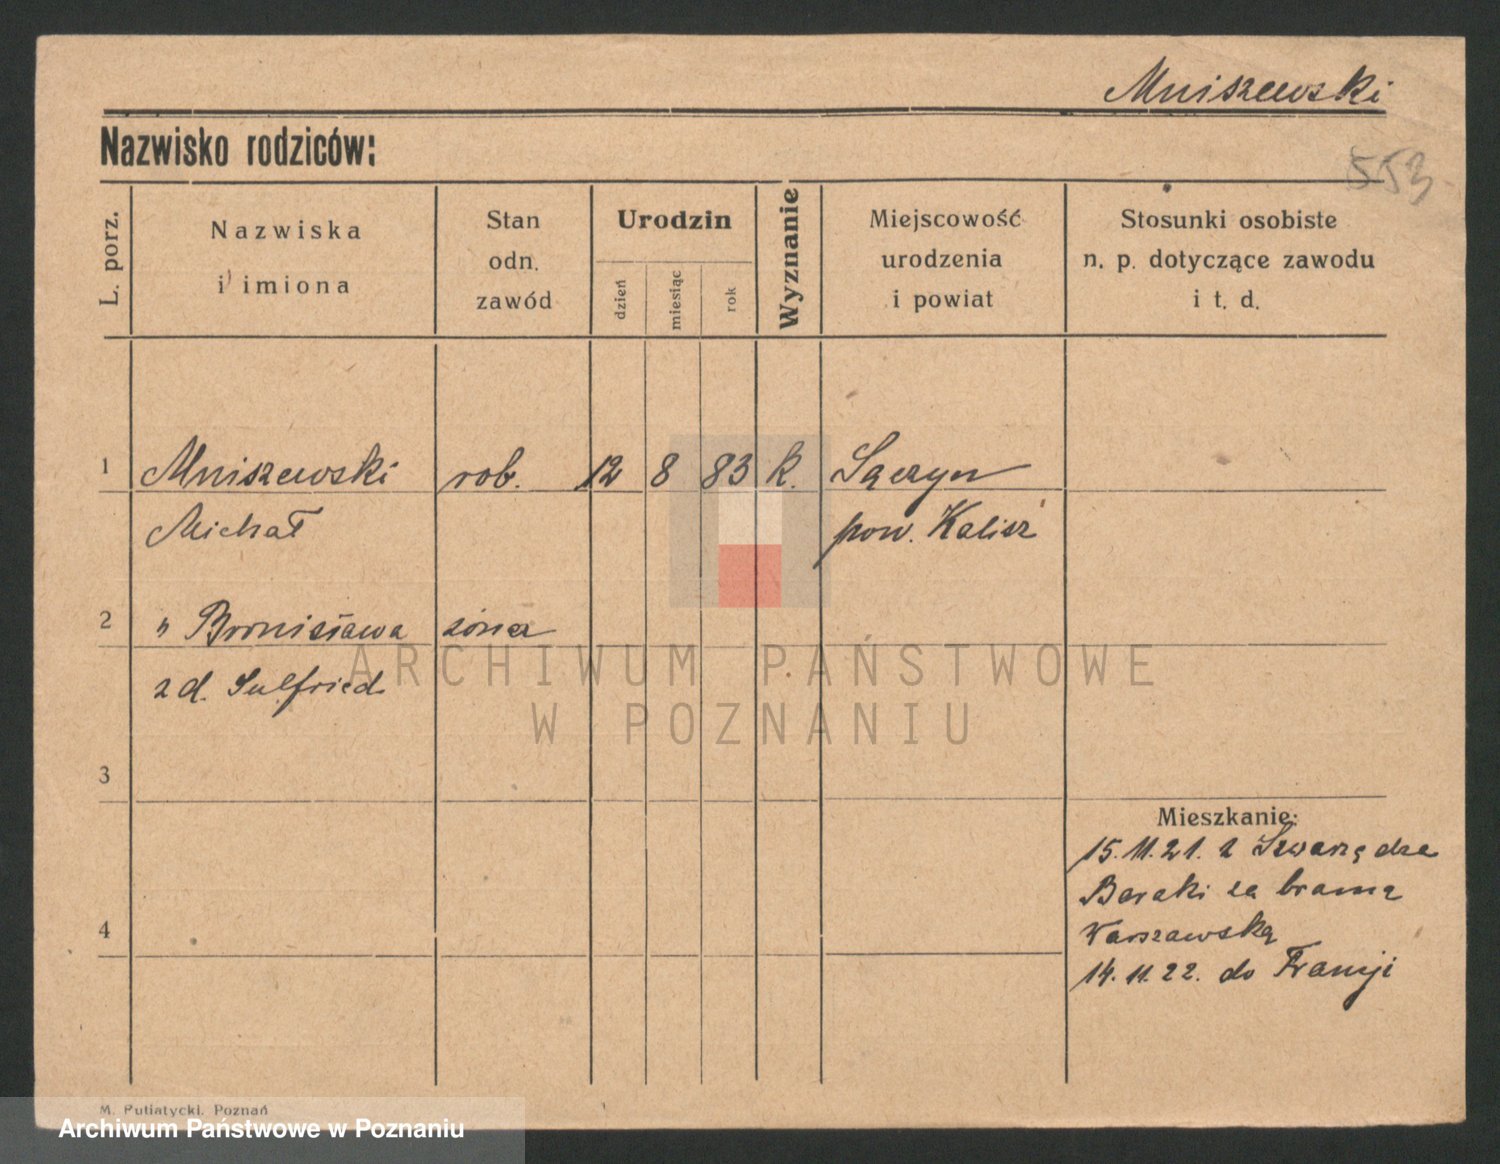 Mniszewski
Nazwisko rodziców:
553
L. porz.
Nazwiska
i imiona
Stan
odn.
zawód
Urodzin
dzień
miesiąc
rok
Wyznanie
Miejscowość
urodzenia
i powiat
Stosunki osobiste
n. p. dotyczące zawodu
i t. d.
1 Mniszewski rob. 12 8 83 k. Sączyn
Michał pow. Kalisz
2 " Bronisława żona
z d. Sulfried
ARCHIWUM PAŃSTWOWE
W POZNANIU
3
Mieszkanie:
15.11.21. z Swarzędza
Baraki za bramą
4 Warszawską
14.11.22. do Francji
M. Putiatycki, Poznań
Archiwum Państwowe w Poznaniu